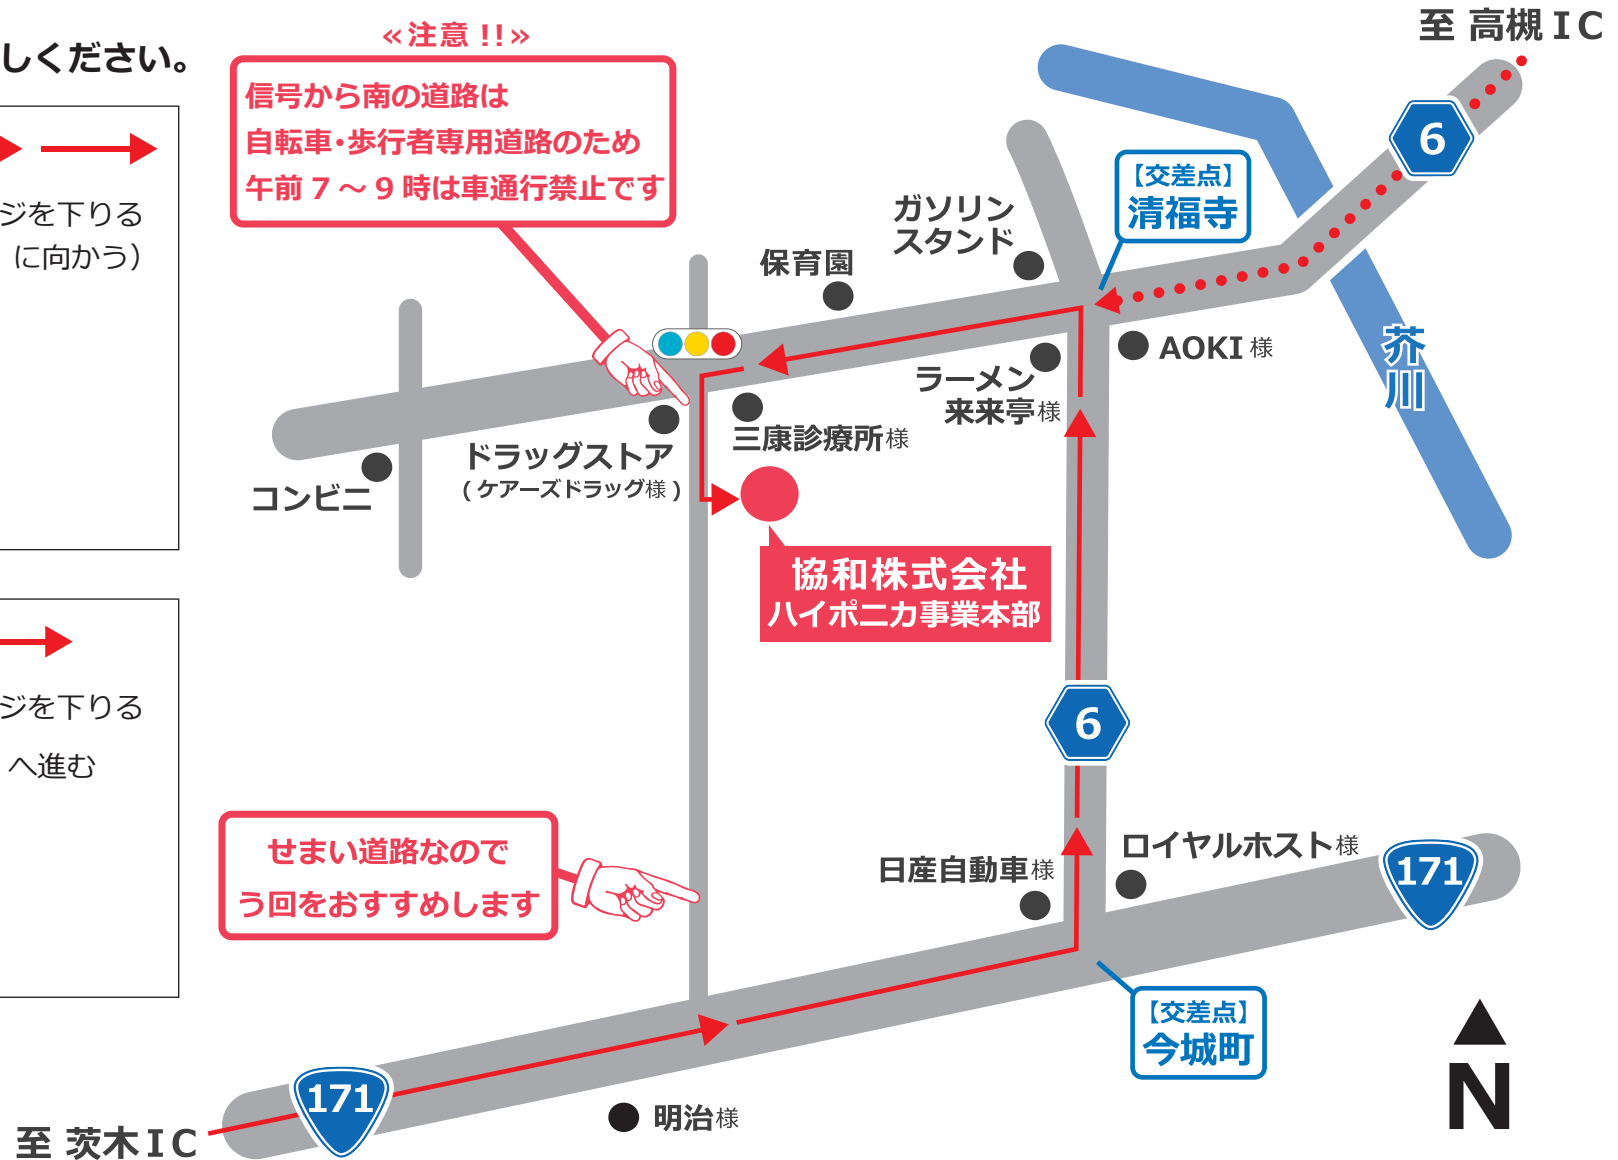 しください。
ジを下りる
に向かう）
ジを下りる
へ進む
≪注意 !!≫
信号から南の道路は
自転車・歩行者専用道路のため
午前７～９時は車通行禁止です
至 高槻ＩＣ
6
【交差点】
清福寺
ガソリン
スタンド
保育園
AOKI 様
芥川
ラーメン
来来亭様
三康診療所様
ドラッグストア
( ケアーズドラッグ様 )
コンビニ
協和株式会社
ハイポニカ事業本部
6
せまい道路なので
う回をおすすめします
ロイヤルホスト様
日産自動車様
171
【交差点】
今城町
N
171
明治様
至 茨木ＩＣ